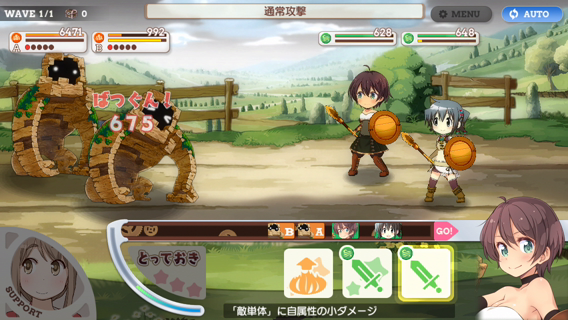 WAVE 1/1
0
通常攻撃
MENU
AUTO
6471
992
A
B
628
648
ばつぐん!
675
B
A
GO!
とっておき
SUPPORT
「敵単体」に自属性の小ダメージ